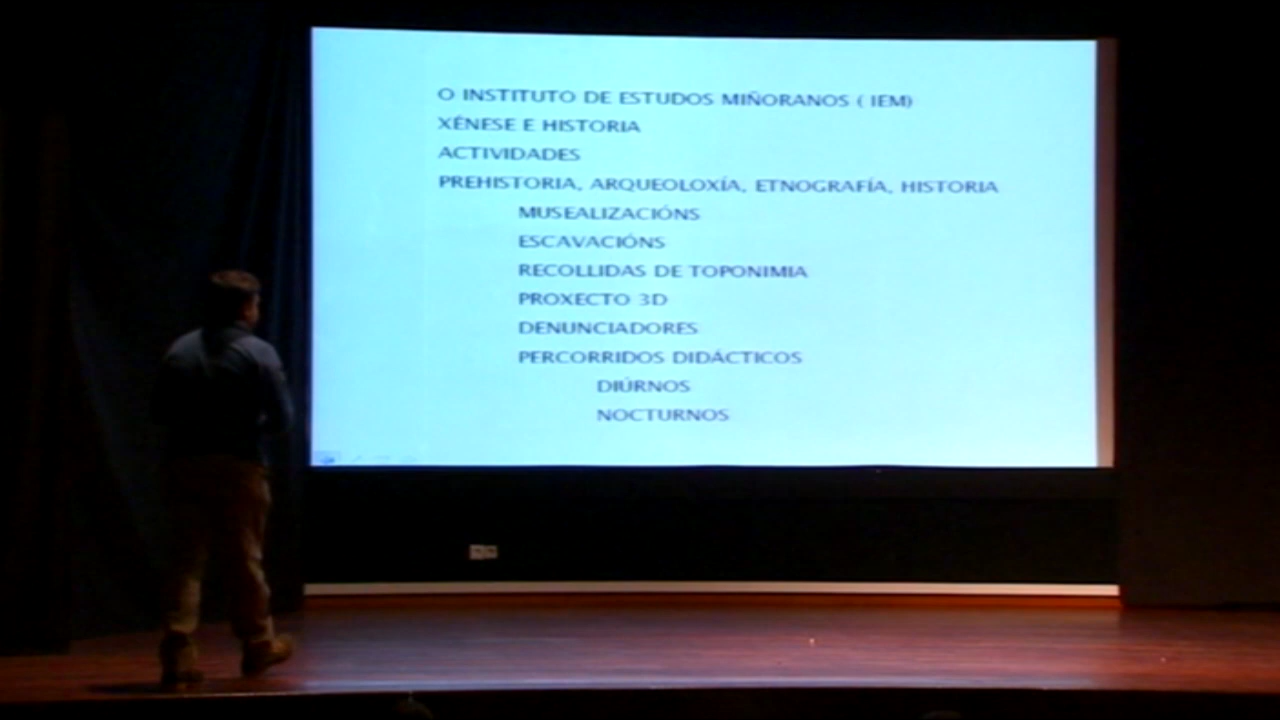 O INSTITUTO DE ESTUDOS MIÑORANOS ( IEM)
XÉNESE E HISTORIA
ACTIVIDADES
PREHISTORIA, ARQUEOLOXÍA, ETNOGRAFÍA, HISTORIA
MUSEALIZACIÓNS
ESCAVACIÓNS
RECOLLIDAS DE TOPONIMIA
PROXECTO 3D
DENUNCIADORES
PERCORRIDOS DIDÁCTICOS
DIÚRNOS
NOCTURNOS